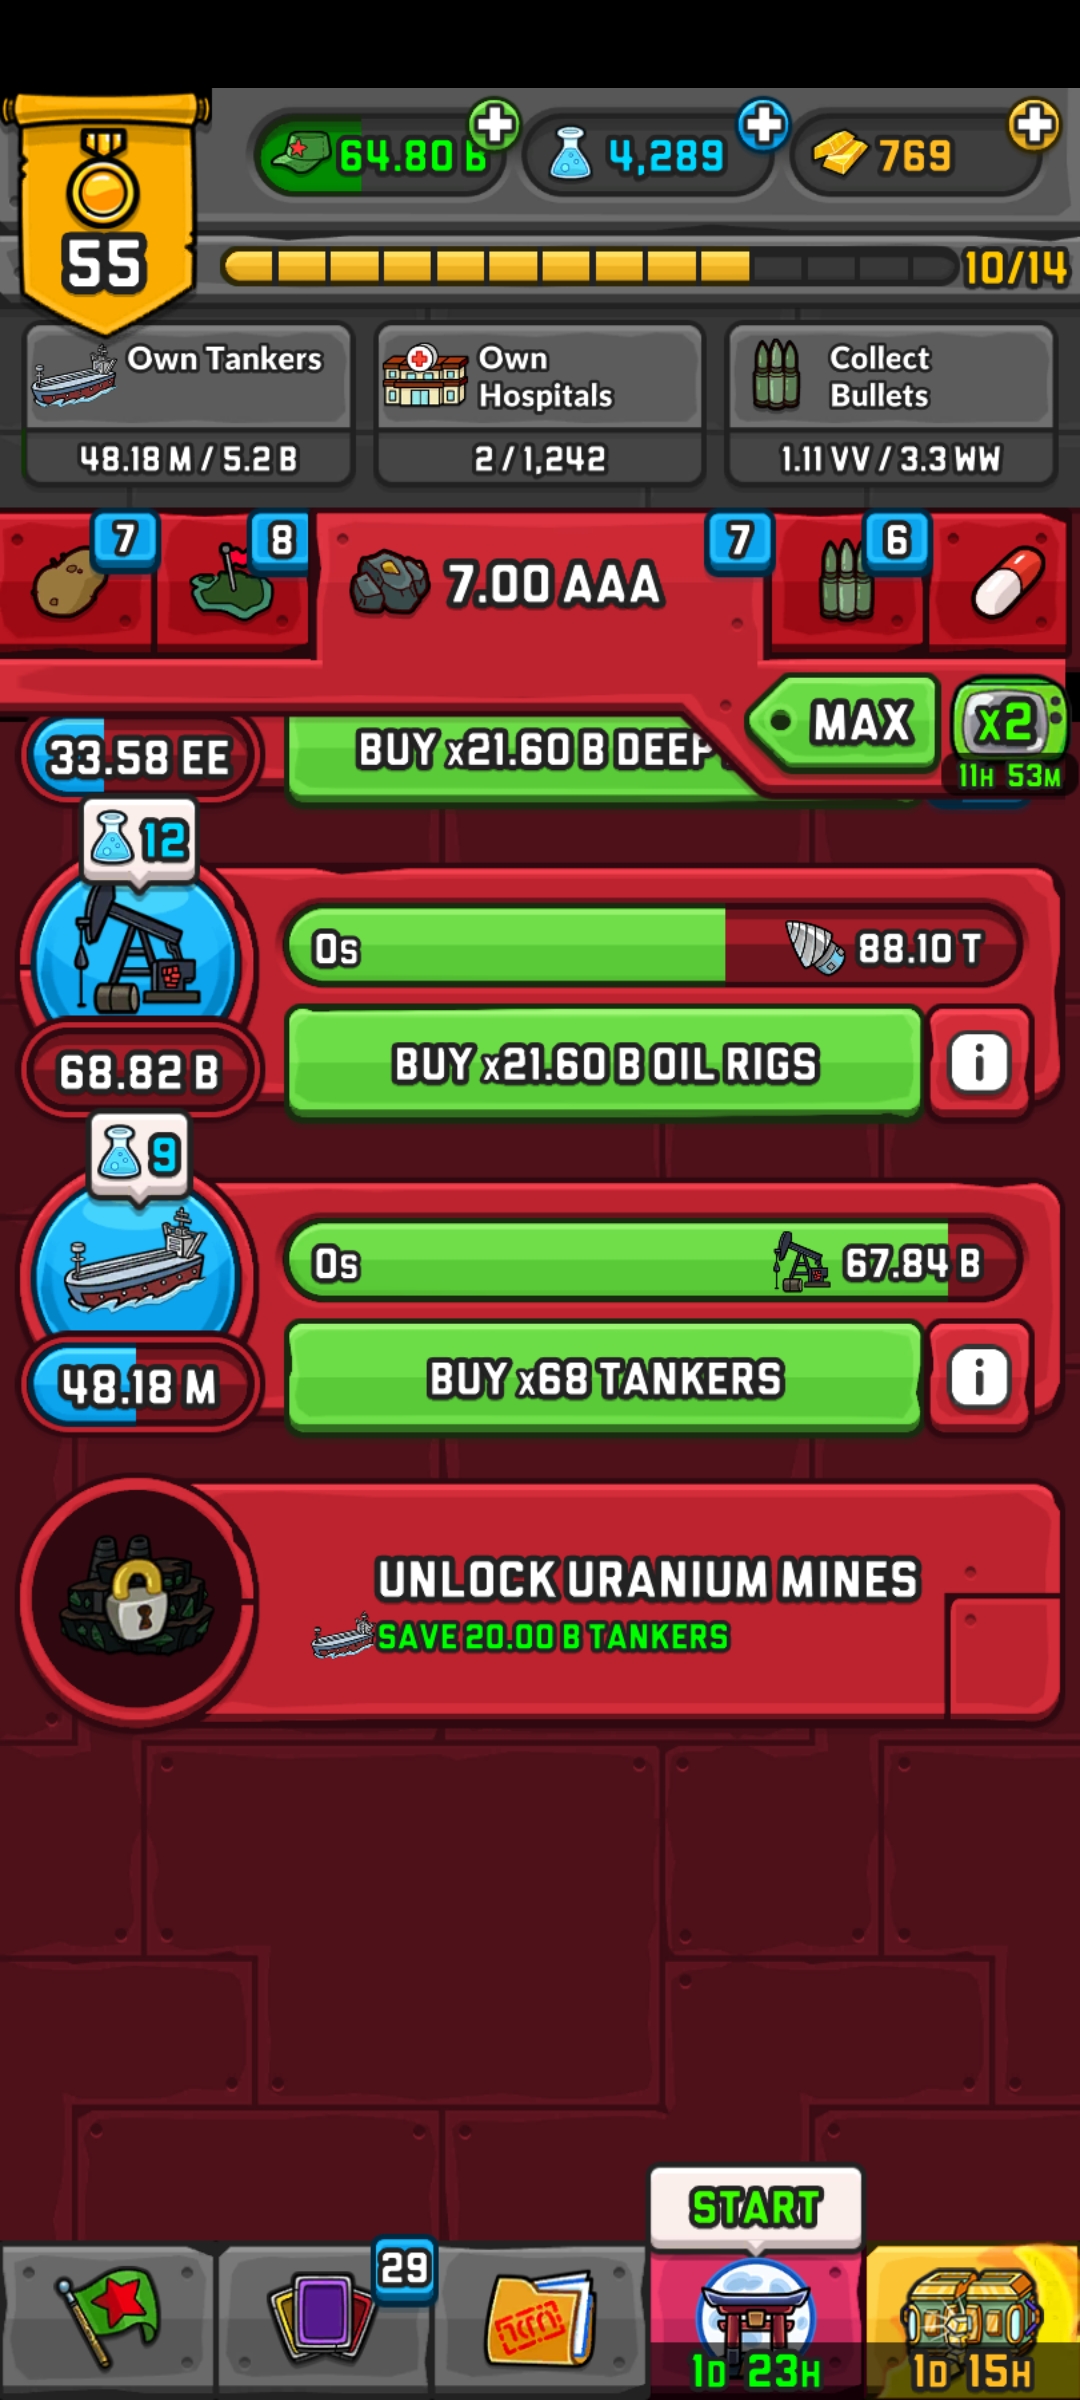 55
64.80 B
4,289
769
10/14
Own Tankers
48.18 M / 5.2 B
Own
Hospitals
2 / 1,242
Collect
Bullets
1.11 VV / 3.3 WW
7
8
7.00 AAA
7
6
MAX
x2
11H 53M
33.58 EE
BUY x21.60 B DEEP
12
0s
88.10 T
68.82 B
BUY x21.60 B OIL RIGS
i
9
0s
67.84 B
48.18 M
BUY x68 TANKERS
i
UNLOCK URANIUM MINES
SAVE 20.00 B TANKERS
START
29
1D 23H
1D 15H